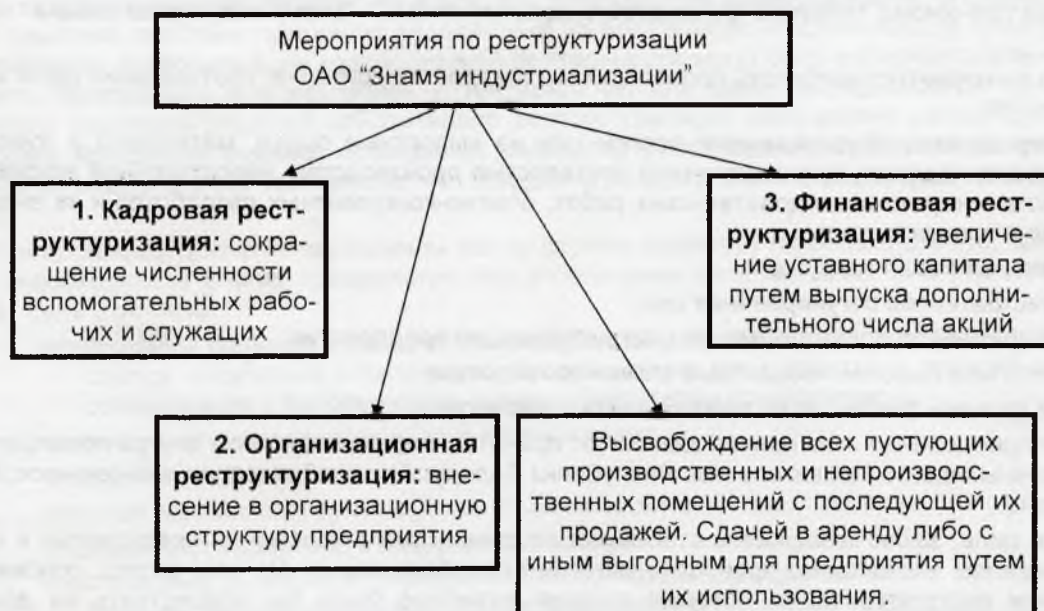 Мероприятия по реструктуризации
ОАО "Знамя индустриализации"
1. Кадровая рест-
руктуризация: сокра-
щение численности
вспомогательных рабо-
чих и служащих
3. Финансовая рест-
руктуризация: увеличе-
ние уставного капитала
путем выпуска дополни-
тельного числа акций
2. Организационная
реструктуризация: вне-
сение в организационную
структуру предприятия
Высвобождение всех пустующих
производственных и непроизводс-
твенных помещений с последующей их
продажей. Сдачей в аренду либо с
иным выгодным для предприятия путем
их использования.